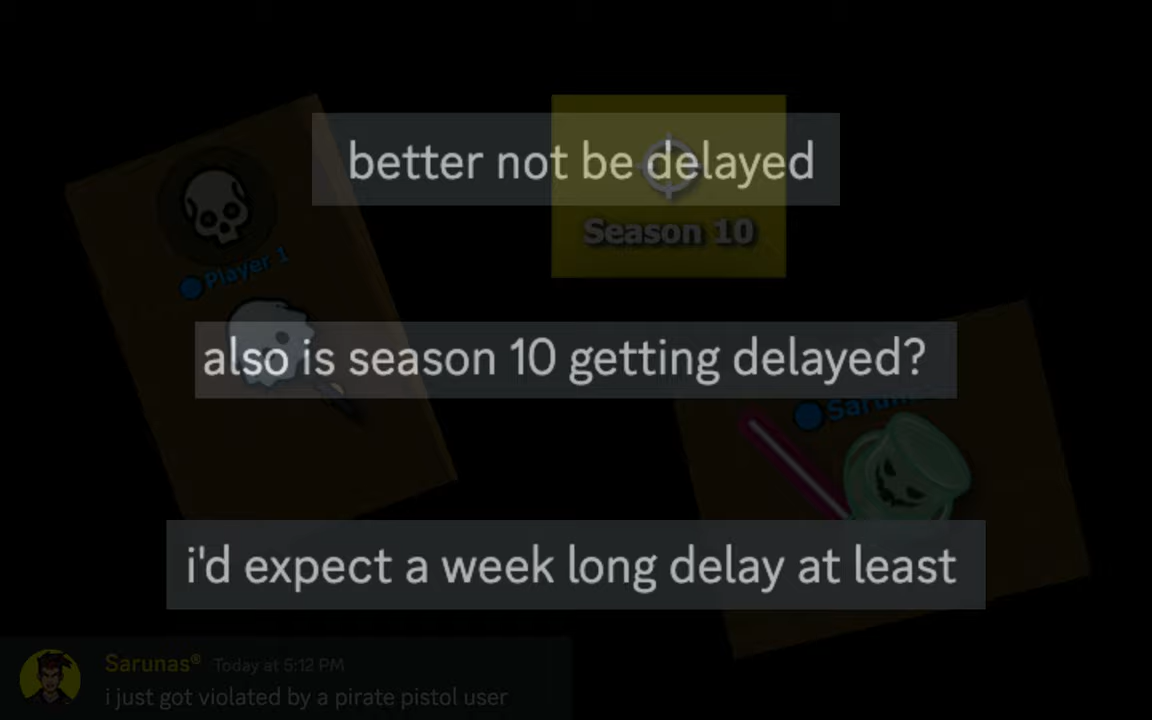 better not be delayed
Season 10
Player 1
also is season 10 getting delayed?
Sarunas
i'd expect a week long delay at least
Sarunas® Today at 5:12 PM
i just got violated by a pirate pistol user